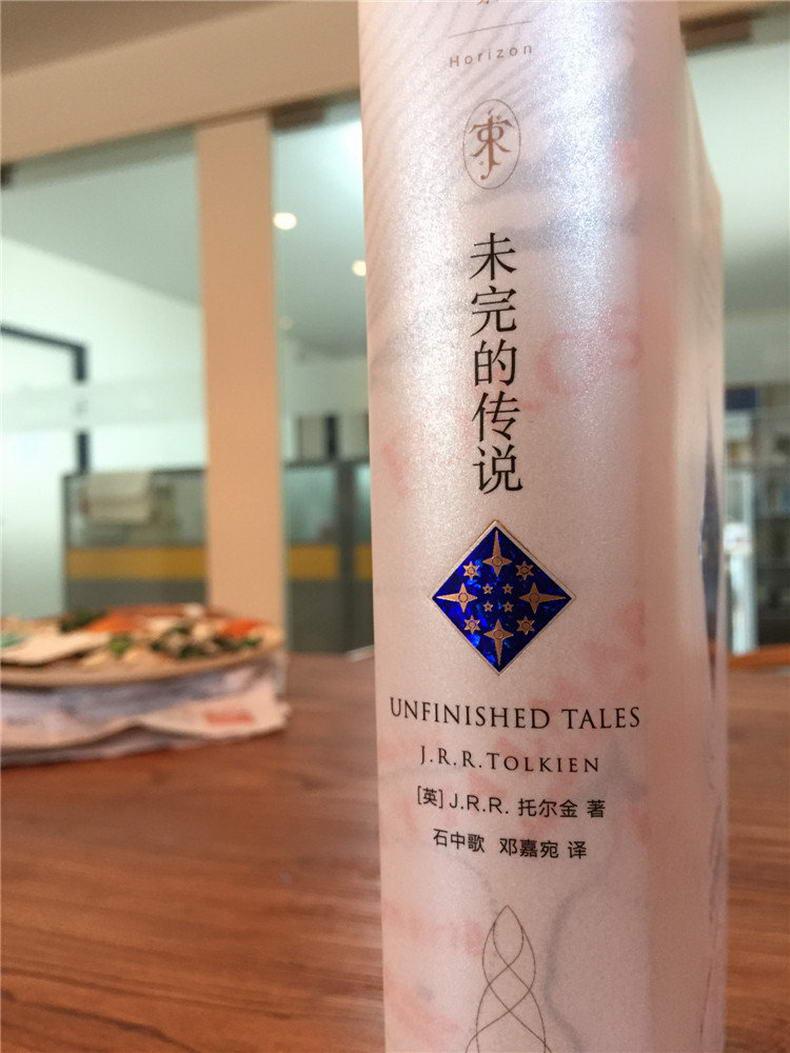 Horizon
未完的传说
UNFINISHED TALES
J.R.R.TOLKIEN
[英] J.R.R. 托尔金 著
石中歌 邓嘉宛 译